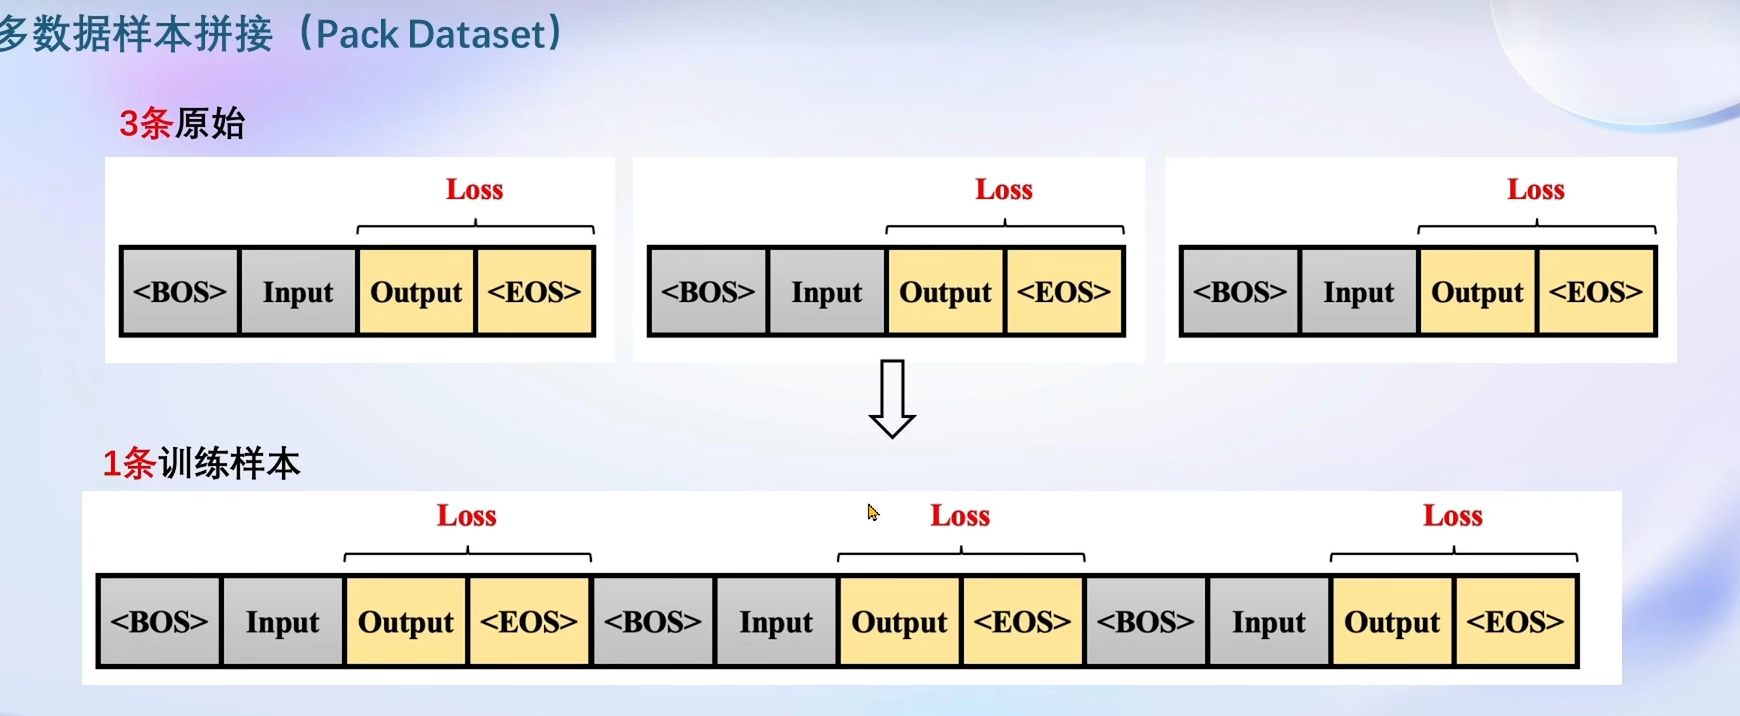 多数据样本拼接（Pack Dataset）
3条原始
Loss Loss Loss
<BOS> Input Output <EOS> <BOS> Input Output <EOS> <BOS> Input Output <EOS>
1条训练样本
Loss Loss Loss
<BOS> Input Output <EOS> <BOS> Input Output <EOS> <BOS> Input Output <EOS>